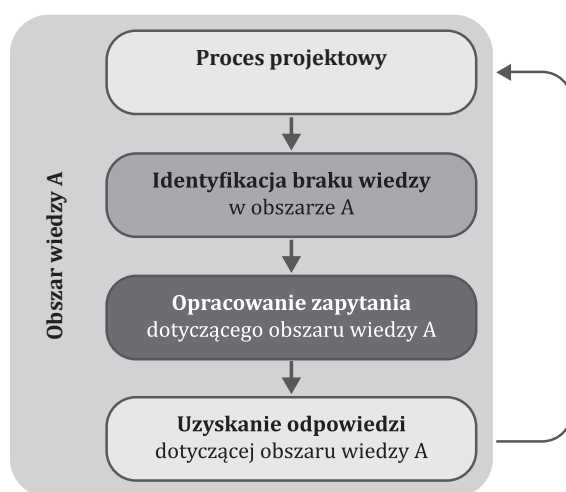 Obszar wiedzy A
Proces projektowy
Identyfikacja braku wiedzy
w obszarze A
Opracowanie zapytania
dotyczącego obszaru wiedzy A
Uzyskanie odpowiedzi
dotyczącej obszaru wiedzy A